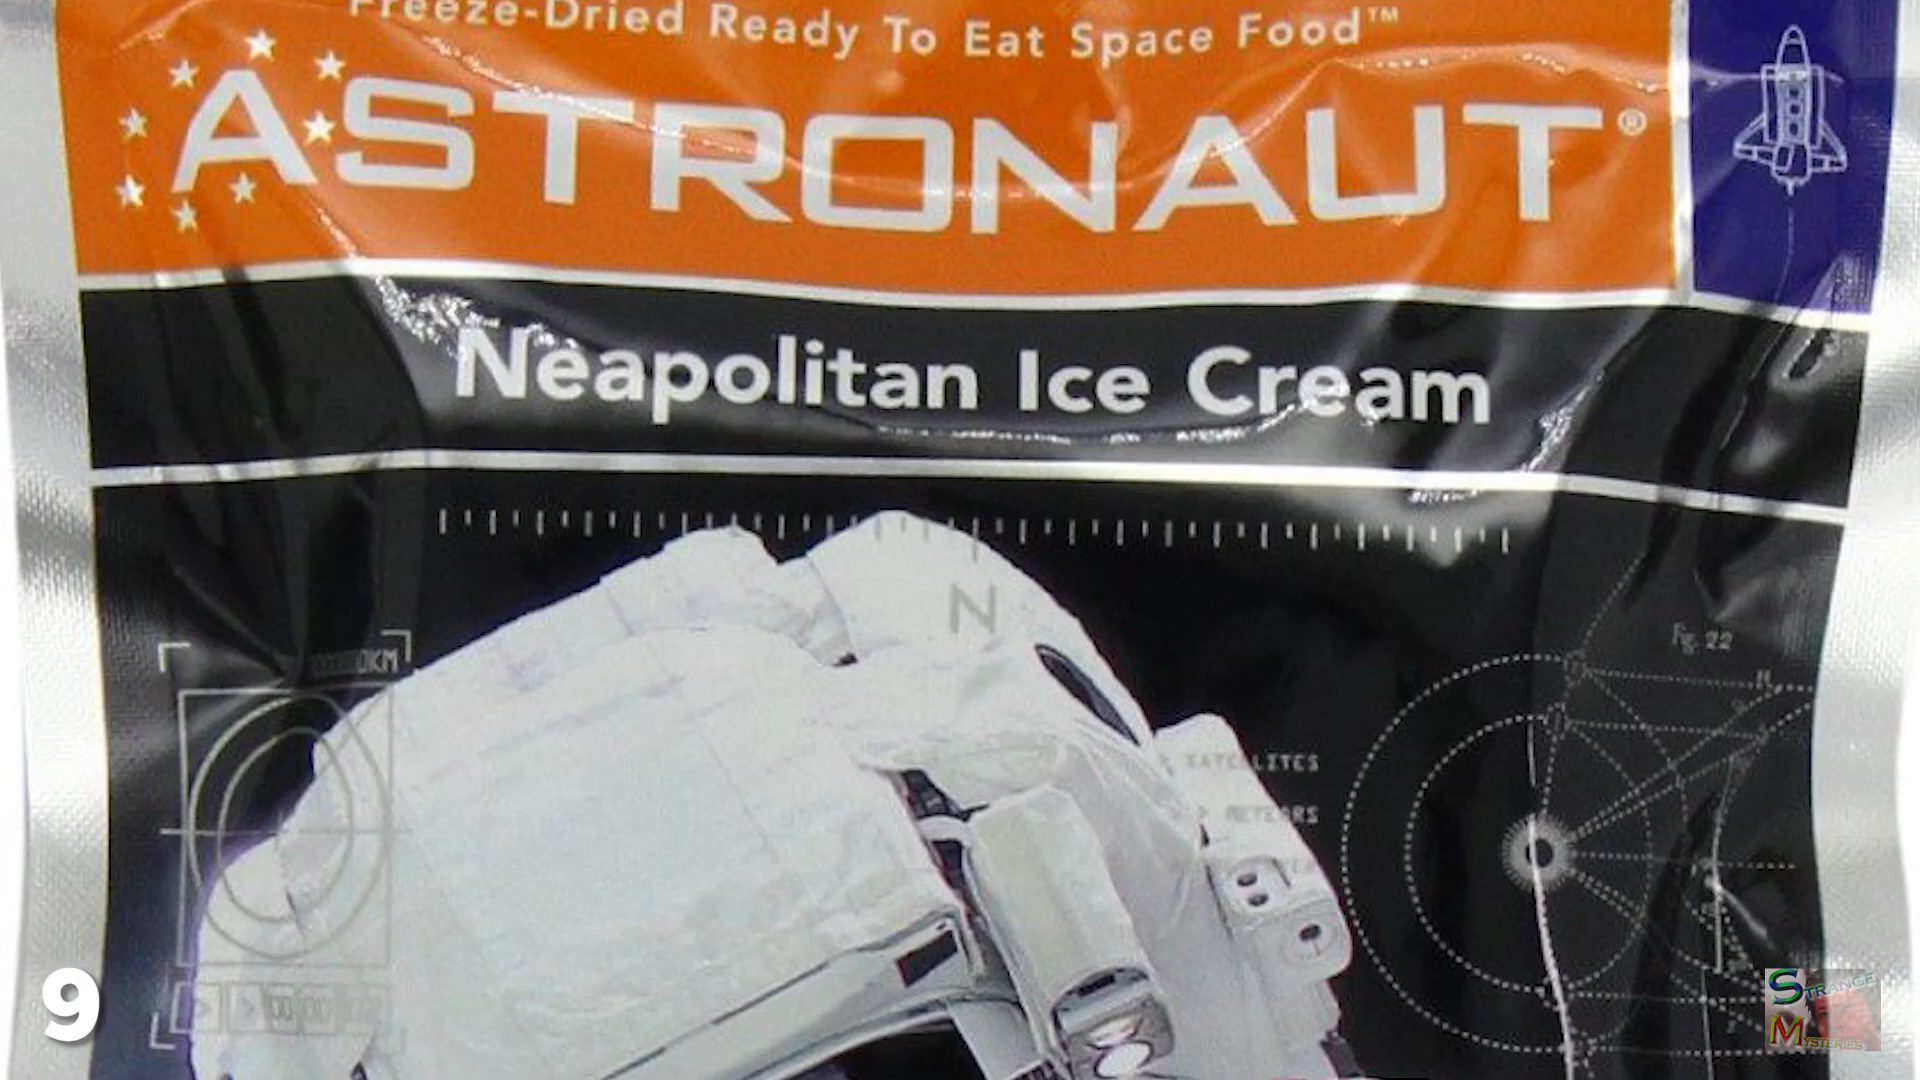 Freeze-Dried Ready To Eat Space Food™
ASTRONAUT®
Neapolitan Ice Cream
N
Fig. 22
SATELLITES
METEORS
9
STRANGE
MYSTERIES